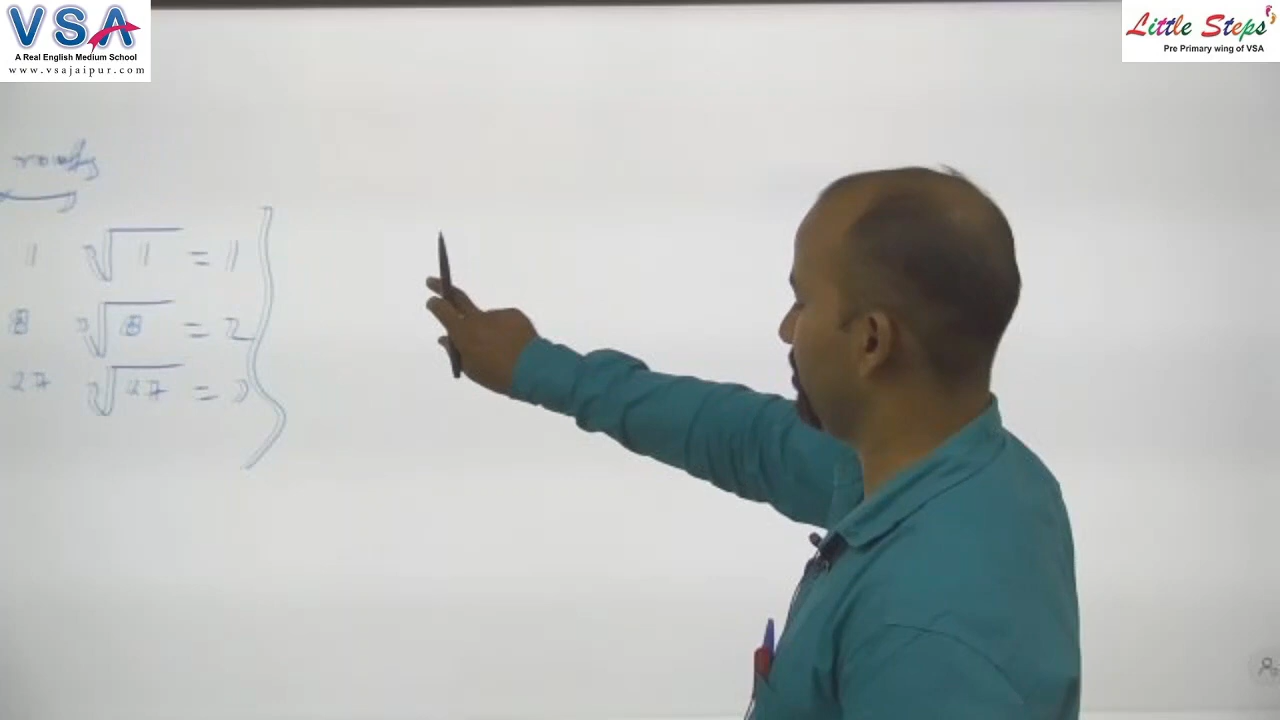 VSA
A Real English Medium School
www.vsajaipur.com
Little Steps
Pre Primary wing of VSA
1 ∛1 = 1
8 ∛8 = 2
27 ∛27 = 3